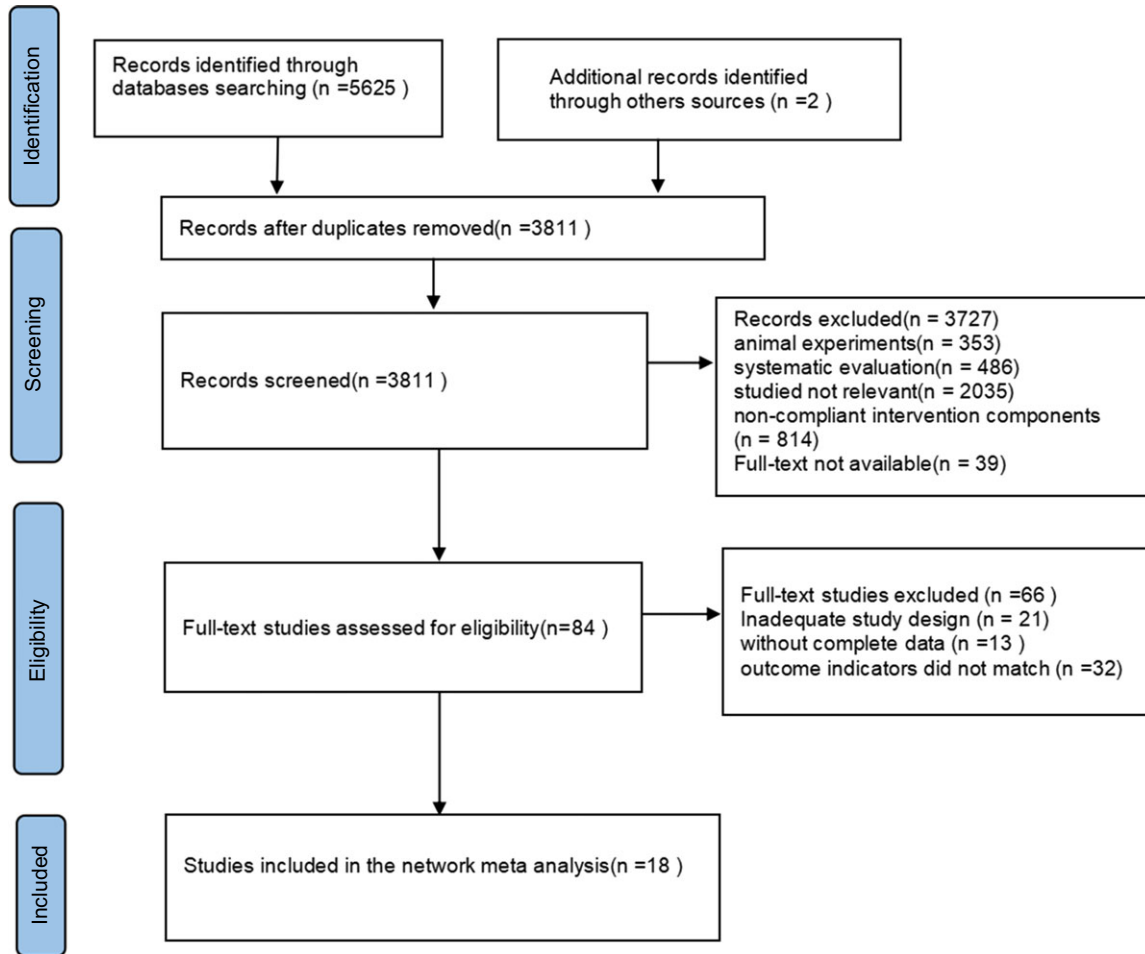 Identification
Records identified through
databases searching (n =5625 )
Additional records identified
through others sources (n =2 )
Records after duplicates removed(n =3811 )
Screening
Records screened(n =3811 )
Records excluded(n = 3727)
animal experiments(n = 353)
systematic evaluation(n = 486)
studied not relevant(n = 2035)
non-compliant intervention components
(n = 814)
Full-text not available(n = 39)
Eligibility
Full-text studies assessed for eligibility(n=84 )
Full-text studies excluded (n =66 )
Inadequate study design (n = 21)
without complete data (n =13 )
outcome indicators did not match (n =32)
Included
Studies included in the network meta analysis(n =18 )